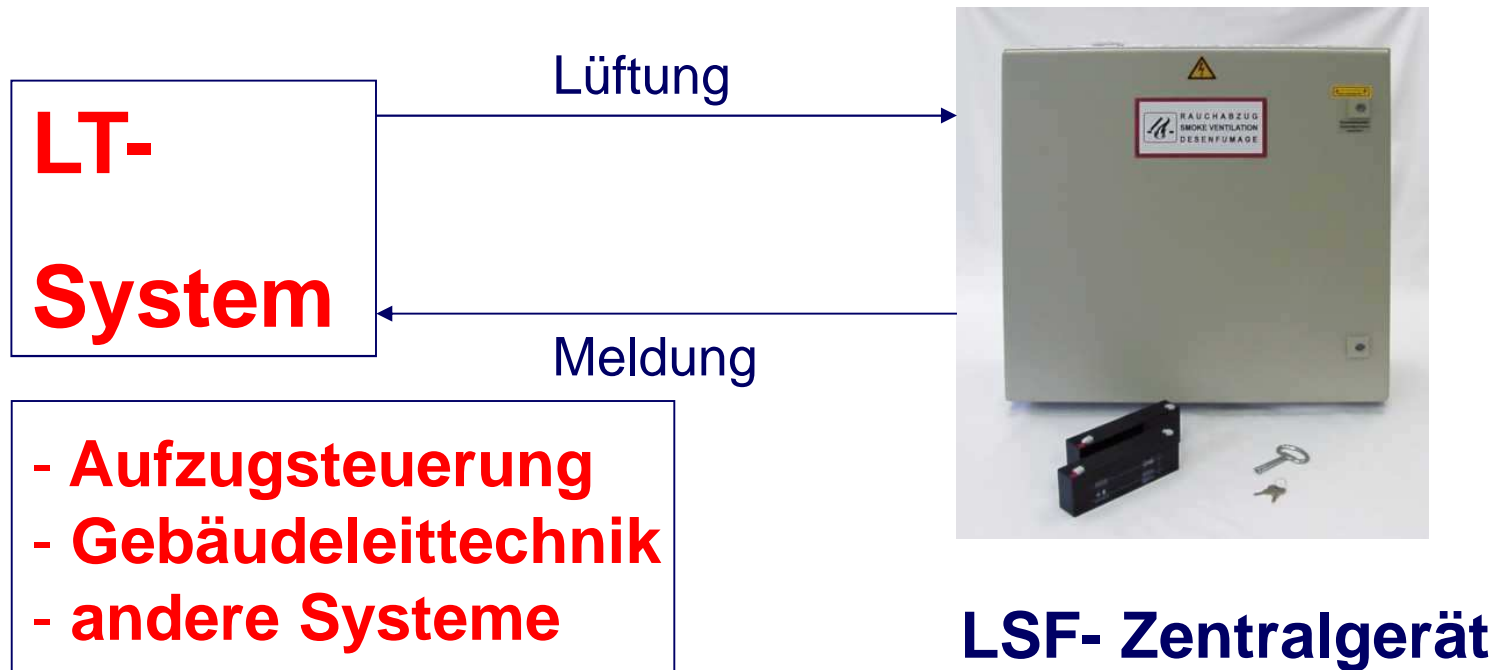 LT-
System
Lüftung
Meldung
RAUCHABZUG
SMOKE VENTILATION
DESENFUMAGE
- Aufzugsteuerung
- Gebäudeleittechnik
- andere Systeme
LSF- Zentralgerät